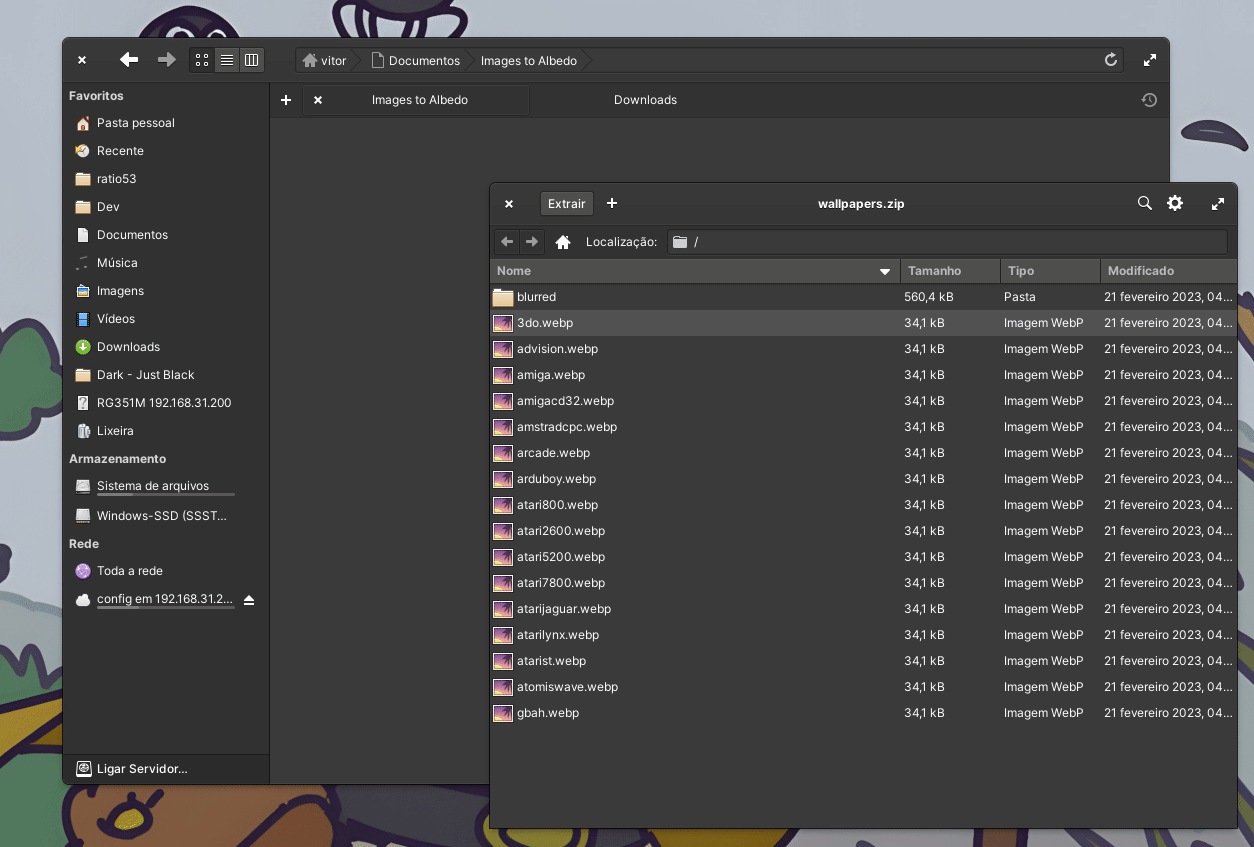 vitor Documentos Images to Albedo
Favoritos
Images to Albedo Downloads
Pasta pessoal
Recente
ratio53
Dev
Documentos
Música
Imagens
Vídeos
Downloads
Dark - Just Black
RG351M 192.168.31.200
Lixeira
Armazenamento
Sistema de arquivos
Windows-SSD (SSST...
Rede
Toda a rede
config em 192.168.31.2...
Ligar Servidor...
Extrair wallpapers.zip
Localização: /
Nome Tamanho Tipo Modificado
blurred 560,4 kB Pasta 21 fevereiro 2023, 04...
3do.webp 34,1 kB Imagem WebP 21 fevereiro 2023, 04...
advision.webp 34,1 kB Imagem WebP 21 fevereiro 2023, 04...
amiga.webp 34,1 kB Imagem WebP 21 fevereiro 2023, 04...
amigacd32.webp 34,1 kB Imagem WebP 21 fevereiro 2023, 04...
amstradcpc.webp 34,1 kB Imagem WebP 21 fevereiro 2023, 04...
arcade.webp 34,1 kB Imagem WebP 21 fevereiro 2023, 04...
arduboy.webp 34,1 kB Imagem WebP 21 fevereiro 2023, 04...
atari800.webp 34,1 kB Imagem WebP 21 fevereiro 2023, 04...
atari2600.webp 34,1 kB Imagem WebP 21 fevereiro 2023, 04...
atari5200.webp 34,1 kB Imagem WebP 21 fevereiro 2023, 04...
atari7800.webp 34,1 kB Imagem WebP 21 fevereiro 2023, 04...
atarijaguar.webp 34,1 kB Imagem WebP 21 fevereiro 2023, 04...
atarilynx.webp 34,1 kB Imagem WebP 21 fevereiro 2023, 04...
atarist.webp 34,1 kB Imagem WebP 21 fevereiro 2023, 04...
atomiswave.webp 34,1 kB Imagem WebP 21 fevereiro 2023, 04...
gbah.webp 34,1 kB Imagem WebP 21 fevereiro 2023, 04...